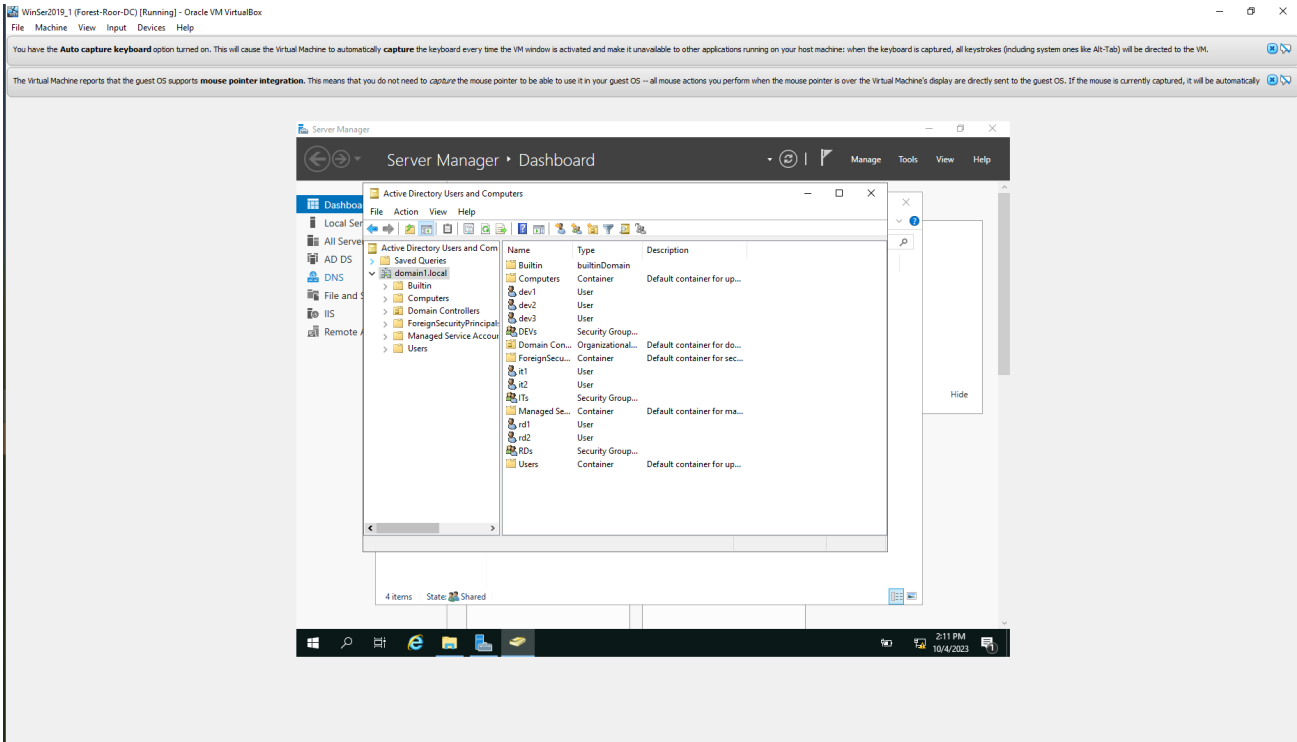 WinSer2019_1 (Forest-Roor-DC) [Running] - Oracle VM VirtualBox
File Machine View Input Devices Help
You have the Auto capture keyboard option turned on. This will cause the Virtual Machine to automatically capture the keyboard every time the VM window is activated and make it unavailable to other applications running on your host machine: when the keyboard is captured, all keystrokes (including system ones like Alt-Tab) will be directed to the VM.
The Virtual Machine reports that the guest OS supports mouse pointer integration. This means that you do not need to capture the mouse pointer to be able to use it in your guest OS -- all mouse actions you perform when the mouse pointer is over the Virtual Machine's display are directly sent to the guest OS. If the mouse is currently captured, it will be automatically
Server Manager
Server Manager • Dashboard
Manage Tools View Help
Dashboa
Local Ser
All Serve
AD DS
DNS
File and S
IIS
Remote A
Active Directory Users and Computers
File Action View Help
Active Directory Users and Com
Saved Queries
domain1.local
Builtin
Computers
Domain Controllers
ForeignSecurityPrincipals
Managed Service Accour
Users
Name Type Description
Builtin builtinDomain
Computers Container Default container for up...
dev1 User
dev2 User
dev3 User
DEVs Security Group...
Domain Con... Organizational... Default container for do...
ForeignSecu... Container Default container for sec...
it1 User
it2 User
ITs Security Group...
Managed Se... Container Default container for ma...
rd1 User
rd2 User
RDs Security Group...
Users Container Default container for up...
Hide
4 items State: Shared
2:11 PM
10/4/2023
1